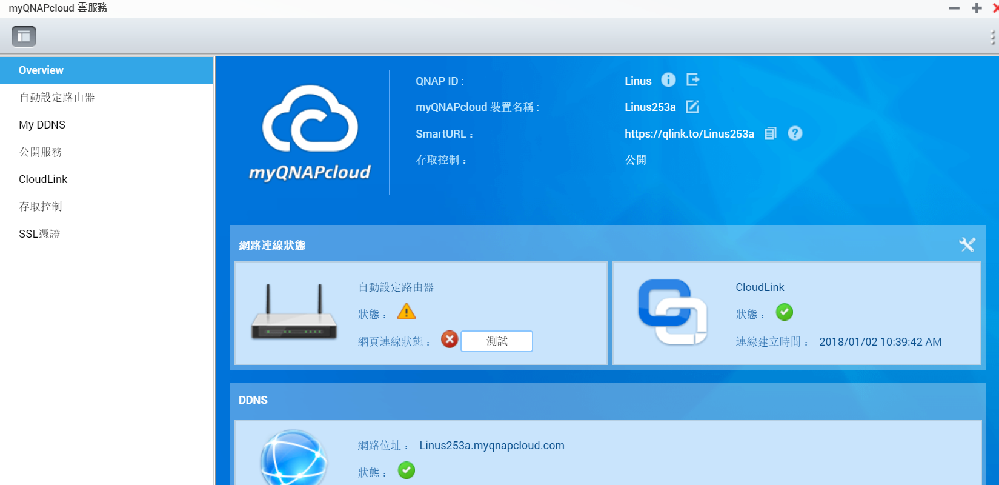 myQNAPcloud 雲服務
Overview
自動設定路由器
My DDNS
公開服務
CloudLink
存取控制
SSL憑證
myQNAPcloud
QNAP ID : Linus
myQNAPcloud 裝置名稱 : Linus253a
SmartURL： https://qlink.to/Linus253a
存取控制： 公開
網路連線狀態
自動設定路由器
狀態：
網頁連線狀態： 測試
CloudLink
狀態：
連線建立時間： 2018/01/02 10:39:42 AM
DDNS
網路位址： Linus253a.myqnapcloud.com
狀態：